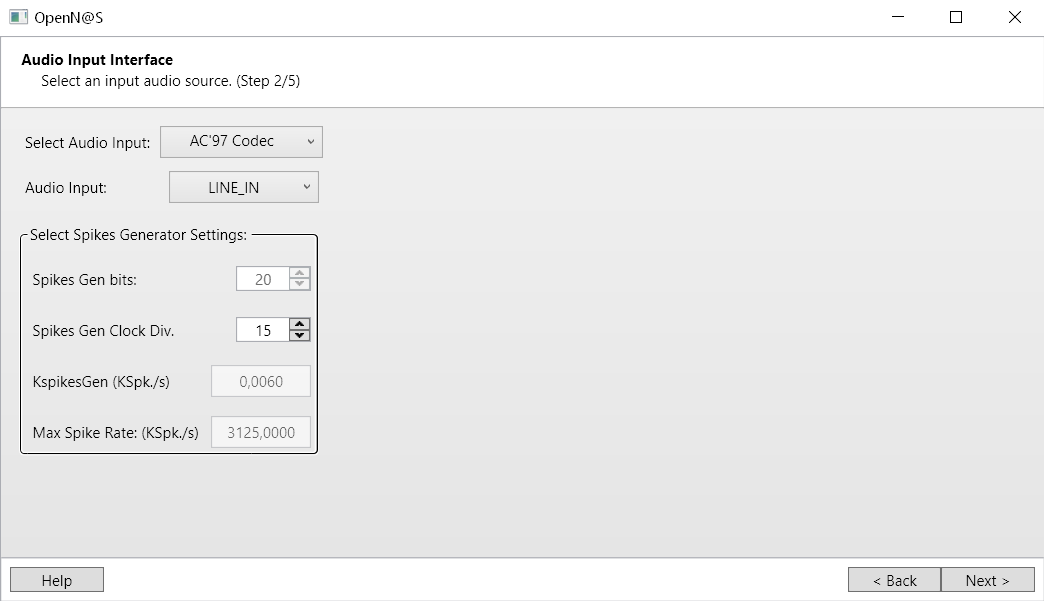 OpenN@S
Audio Input Interface
Select an input audio source. (Step 2/5)
Select Audio Input: AC'97 Codec
Audio Input: LINE_IN
Select Spikes Generator Settings:
Spikes Gen bits: 20
Spikes Gen Clock Div. 15
KspikesGen (KSpk./s) 0,0060
Max Spike Rate: (KSpk./s) 3125,0000
Help < Back Next >